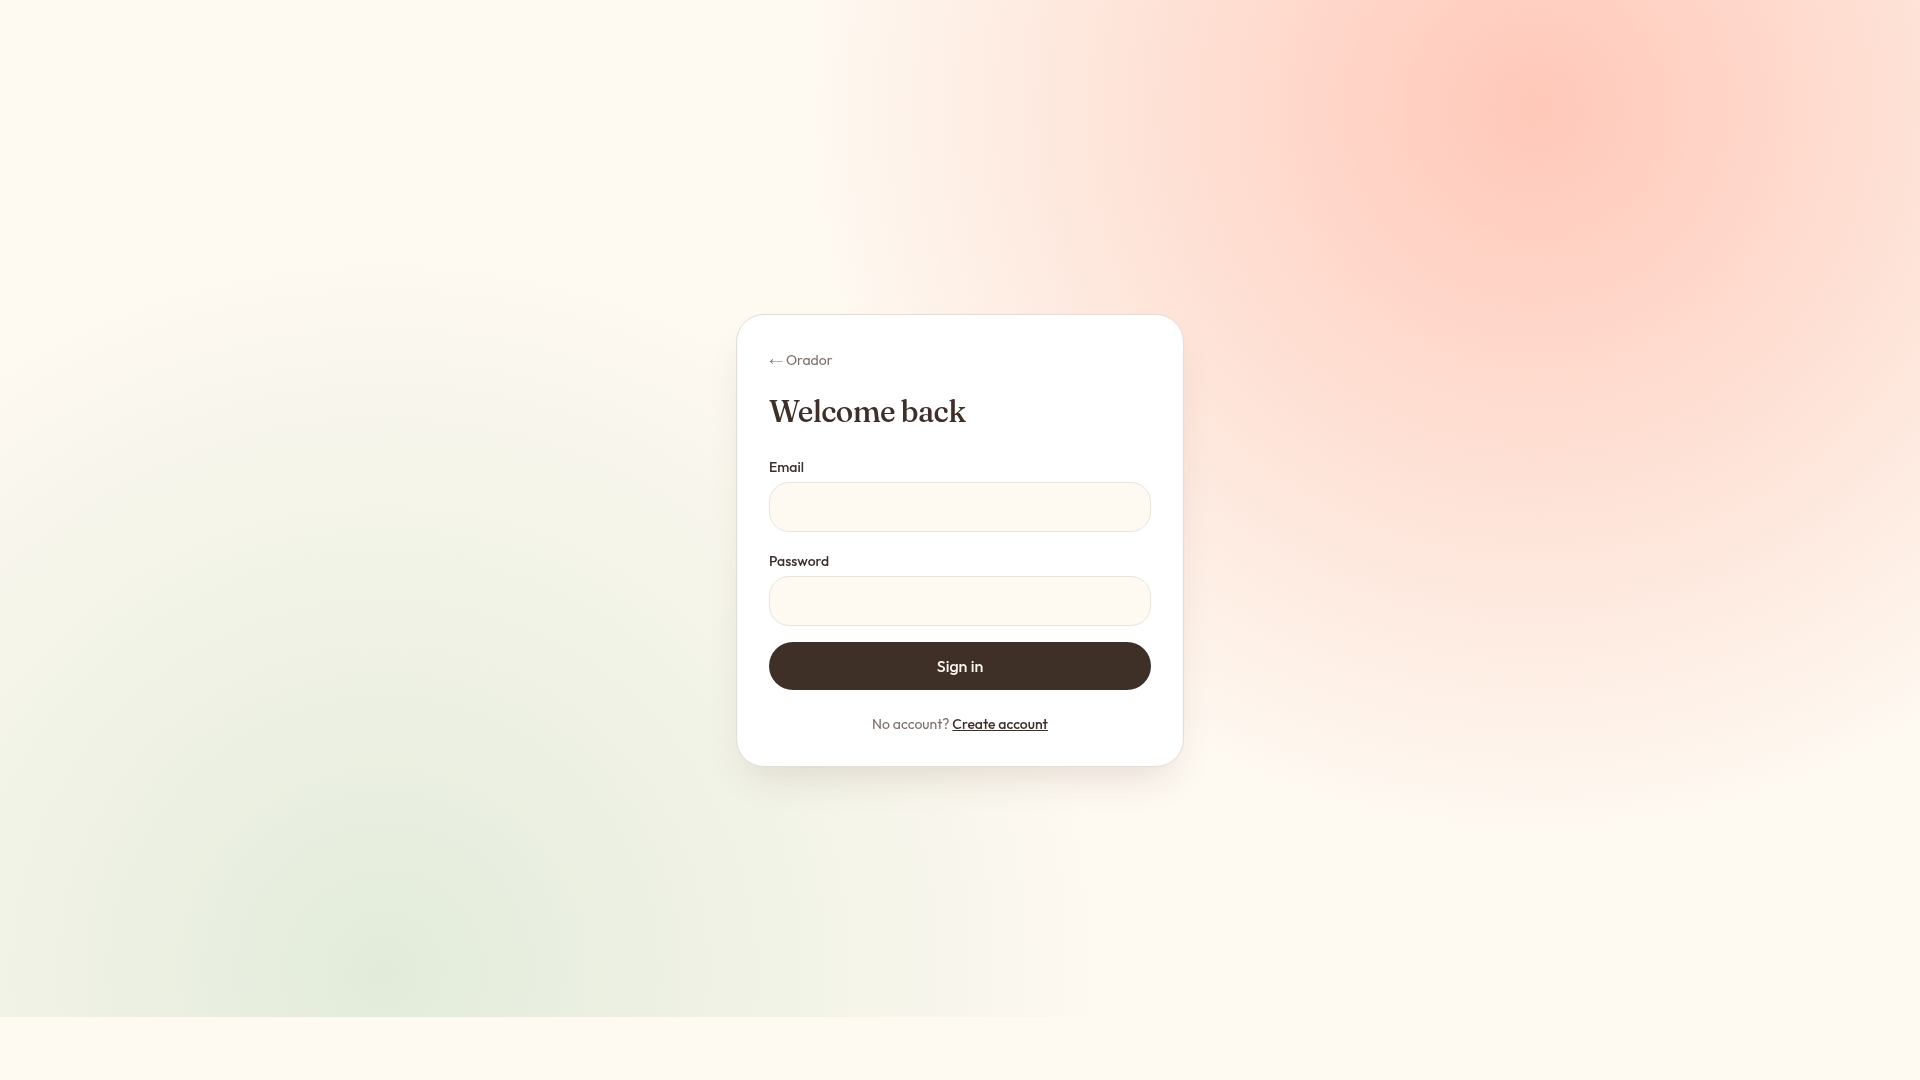 ← Orador
Welcome back
Email
Password
Sign in
No account? Create account